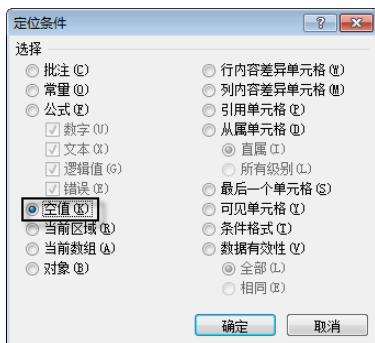 定位条件
选择
批注(C)
常量(O)
公式(F)
数字(U)
文本(X)
逻辑值(G)
错误(E)
空值(K)
当前区域(R)
当前数组(A)
对象(B)
行内容差异单元格(W)
列内容差异单元格(M)
引用单元格(P)
从属单元格(D)
直属(I)
所有级别(L)
最后一个单元格(S)
可见单元格(Y)
条件格式(T)
数据有效性(V)
全部(L)
相同(E)
确定
取消